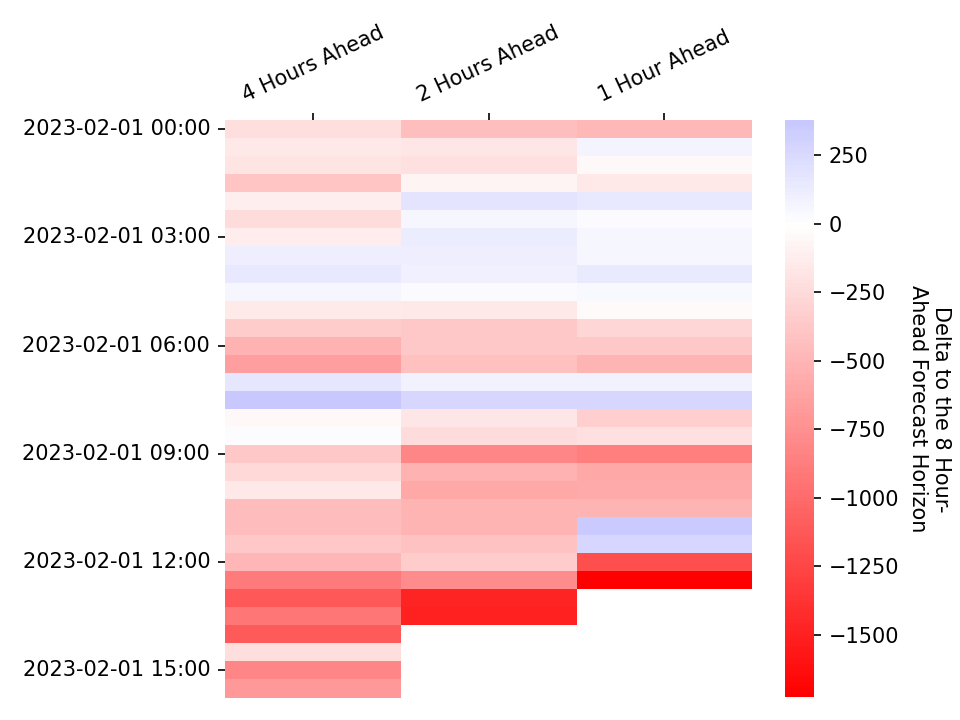 4 Hours Ahead
2 Hours Ahead
1 Hour Ahead
2023-02-01 00:00
2023-02-01 03:00
2023-02-01 06:00
2023-02-01 09:00
2023-02-01 12:00
2023-02-01 15:00
250
0
−250
−500
−750
−1000
−1250
−1500
Delta to the 8 Hour-
Ahead Forecast Horizon